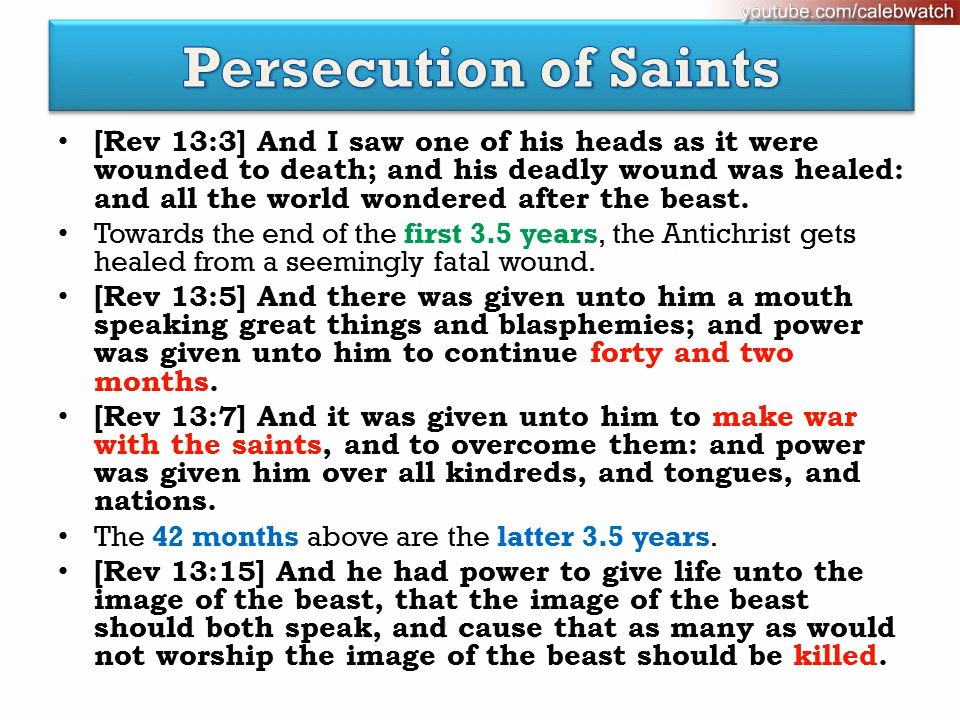 youtube.com/calebwatch
Persecution of Saints
• [Rev 13:3] And I saw one of his heads as it were
wounded to death; and his deadly wound was healed:
and all the world wondered after the beast.
• Towards the end of the first 3.5 years, the Antichrist gets
healed from a seemingly fatal wound.
• [Rev 13:5] And there was given unto him a mouth
speaking great things and blasphemies; and power
was given unto him to continue forty and two
months.
• [Rev 13:7] And it was given unto him to make war
with the saints, and to overcome them: and power
was given him over all kindreds, and tongues, and
nations.
• The 42 months above are the latter 3.5 years.
• [Rev 13:15] And he had power to give life unto the
image of the beast, that the image of the beast
should both speak, and cause that as many as would
not worship the image of the beast should be killed.